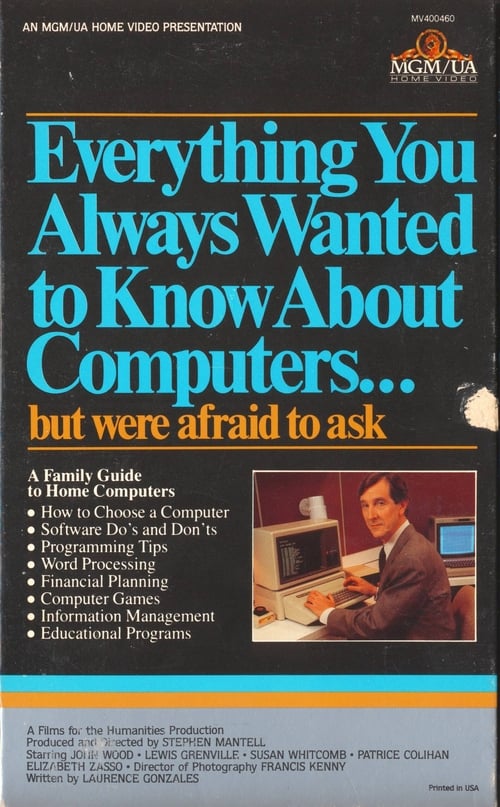 AN MGM/UA HOME VIDEO PRESENTATION
MV400460
MGM/UA
HOME VIDEO
Everything You
Always Wanted
to Know About
Computers...
but were afraid to ask
A Family Guide
to Home Computers
• How to Choose a Computer
• Software Do's and Don'ts
• Programming Tips
• Word Processing
• Financial Planning
• Computer Games
• Information Management
• Educational Programs
A Films for the Humanities Production
Produced and Directed by STEPHEN MANTELL
Starring JOHN WOOD • LEWIS GRENVILLE • SUSAN WHITCOMB • PATRICE COLIHAN
ELIZABETH ZASSO • Director of Photography FRANCIS KENNY
Written by LAURENCE GONZALES
Printed in USA